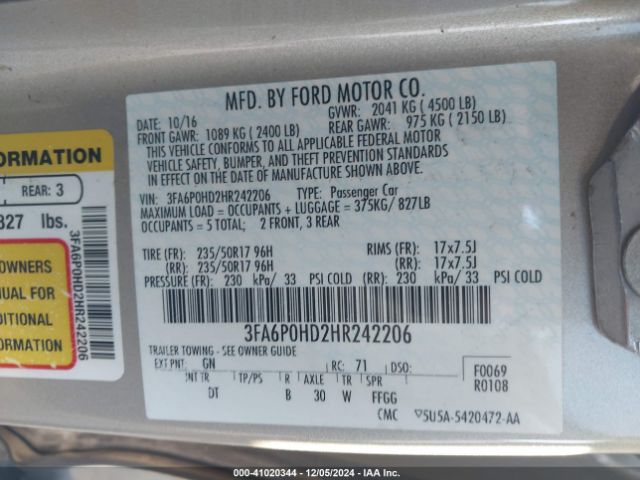 MFD. BY FORD MOTOR CO.
DATE: 10/16 GVWR: 2041 KG ( 4500 LB)
FRONT GAWR: 1089 KG ( 2400 LB) REAR GAWR: 975 KG ( 2150 LB)
THIS VEHICLE CONFORMS TO ALL APPLICABLE FEDERAL MOTOR
VEHICLE SAFETY, BUMPER, AND THEFT PREVENTION STANDARDS
IN EFFECT ON THE DATE OF MANUFACTURE SHOWN ABOVE.
VIN: 3FA6P0HD2HR242206 TYPE: Passenger Car
MAXIMUM LOAD = OCCUPANTS + LUGGAGE = 375KG/ 827LB
OCCUPANTS = 5 TOTAL; 2 FRONT, 3 REAR
TIRE (FR): 235/50R17 96H RIMS (FR): 17x7.5J
(RR): 235/50R17 96H (RR): 17x7.5J
PRESSURE (FR): 230 kPa/ 33 PSI COLD (RR): 230 kPa/ 33 PSI COLD
3FA6P0HD2HR242206
TRAILER TOWING - SEE OWNER GUIDE
EXT PNT: GN RC: 71 DSO: F0069
INT TR TP/PS R AXLE TR SPR R0108
DT B 30 W FFGG
CMC 5U5A-5420472-AA
ORMATION
REAR: 3
827 lbs.
OWNERS
NUAL FOR
DITIONAL
ORMATION
3FA6P0HD2HR242206
000-41020344 - 12/05/2024 - IAA Inc.